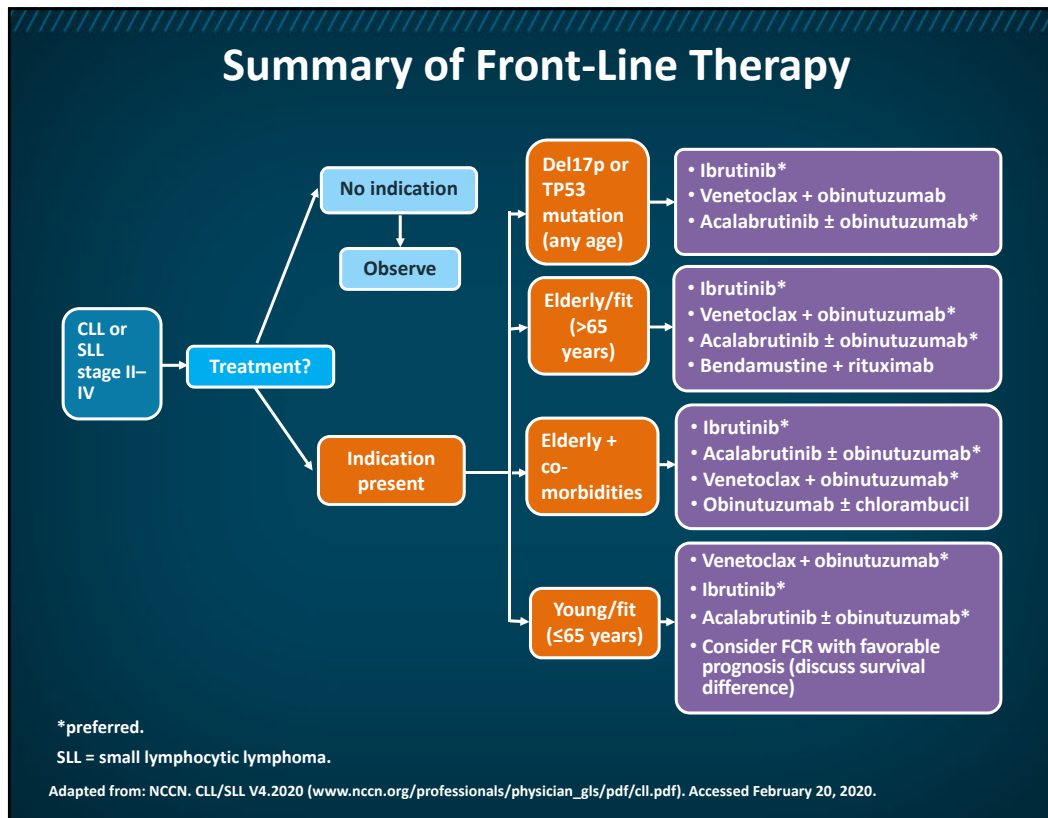 Summary of Front-Line Therapy
No indication
Observe
CLL or
SLL
stage II–
IV
Treatment?
Indication
present
Del17p or
TP53
mutation
(any age)
• Ibrutinib*
• Venetoclax + obinutuzumab
• Acalabrutinib ± obinutuzumab*
Elderly/fit
(>65
years)
• Ibrutinib*
• Venetoclax + obinutuzumab*
• Acalabrutinib ± obinutuzumab*
• Bendamustine + rituximab
Elderly +
co-
morbidities
• Ibrutinib*
• Acalabrutinib ± obinutuzumab*
• Venetoclax + obinutuzumab*
• Obinutuzumab ± chlorambucil
Young/fit
(≤65 years)
• Venetoclax + obinutuzumab*
• Ibrutinib*
• Acalabrutinib ± obinutuzumab*
• Consider FCR with favorable
prognosis (discuss survival
difference)
*preferred.
SLL = small lymphocytic lymphoma.
Adapted from: NCCN. CLL/SLL V4.2020 (www.nccn.org/professionals/physician_gls/pdf/cll.pdf). Accessed February 20, 2020.